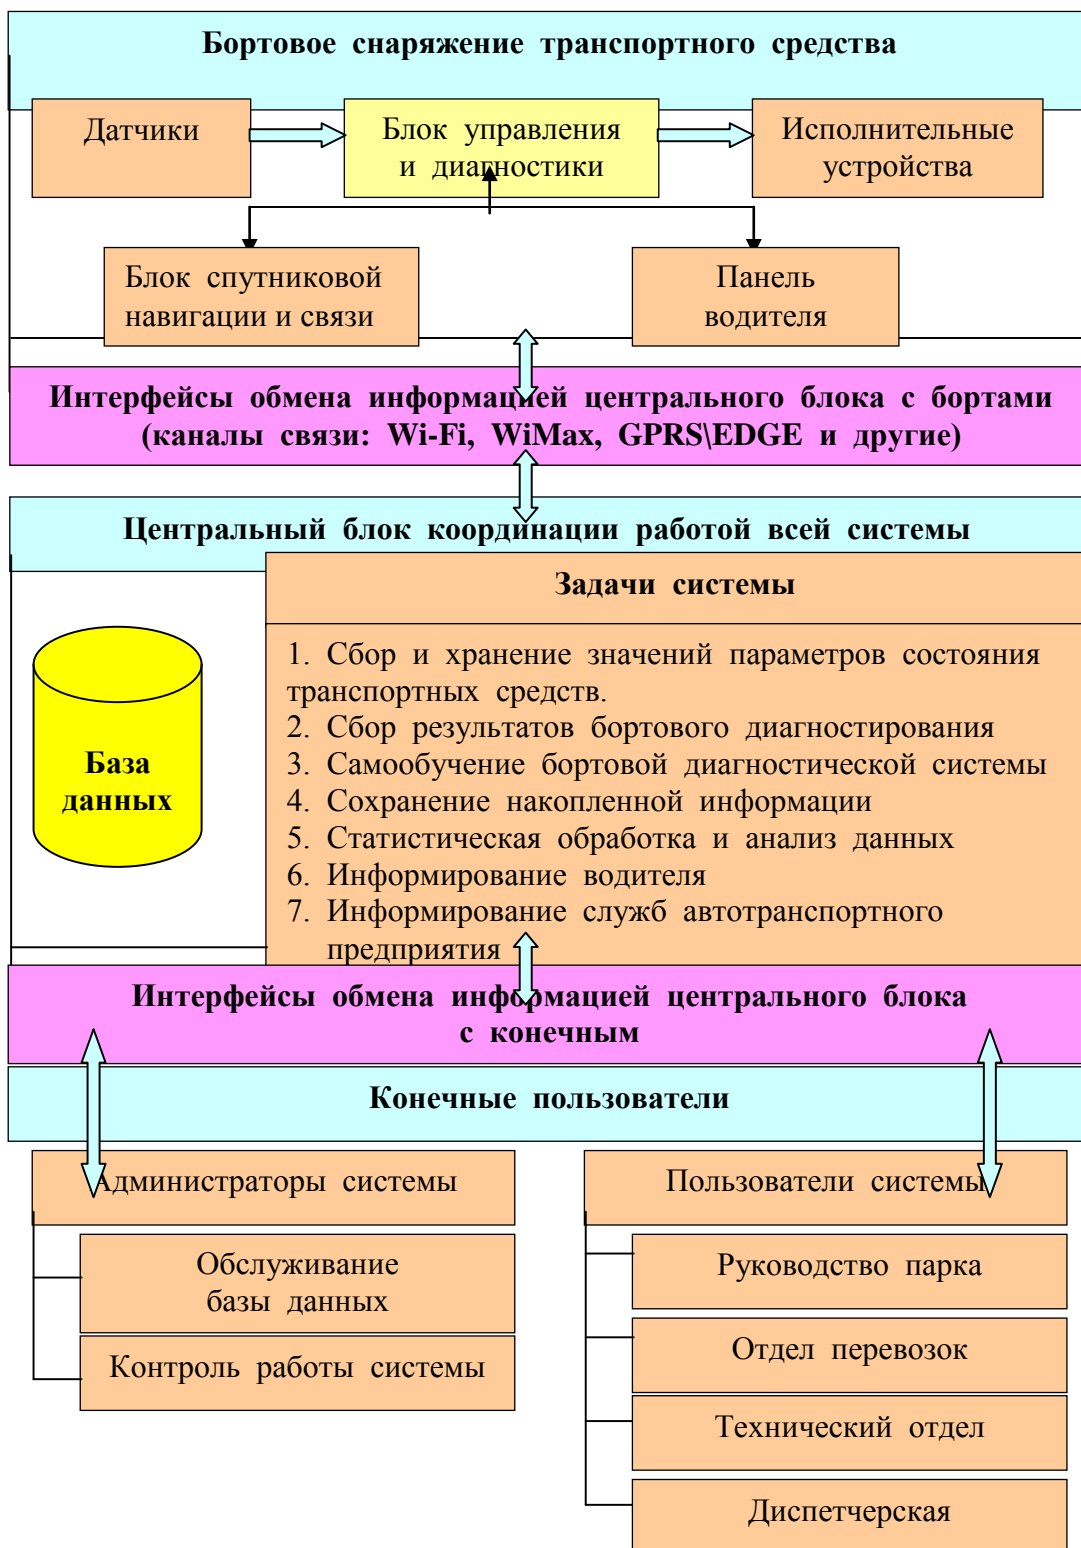 Бортовое снаряжение транспортного средства
Датчики
Блок управления
и диагностики
Исполнительные
устройства
Блок спутниковой
навигации и связи
Панель
водителя
Интерфейсы обмена информацией центрального блока с бортами
(каналы связи: Wi-Fi, WiMax, GPRS\EDGE и другие)
Центральный блок координации работой всей системы
База
данных
Задачи системы
1. Сбор и хранение значений параметров состояния
транспортных средств.
2. Сбор результатов бортового диагностирования
3. Самообучение бортовой диагностической системы
4. Сохранение накопленной информации
5. Статистическая обработка и анализ данных
6. Информирование водителя
7. Информирование служб автотранспортного
предприятия
Интерфейсы обмена информацией центрального блока
с конечным
Конечные пользователи
Администраторы системы
Обслуживание
базы данных
Контроль работы системы
Пользователи системы
Руководство парка
Отдел перевозок
Технический отдел
Диспетчерская